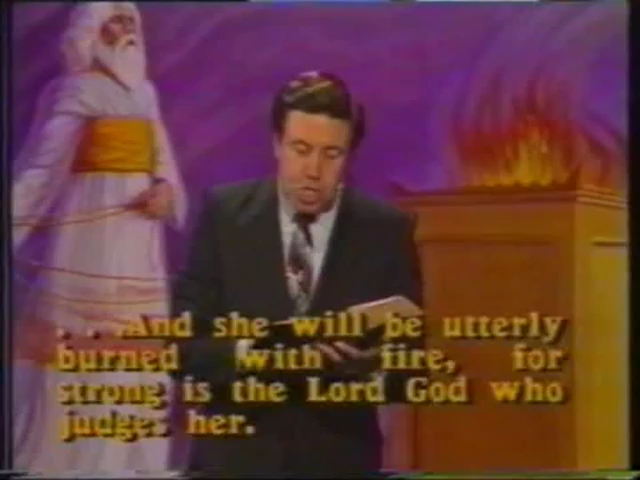 . . .And she will be utterly
burned with fire, for
strong is the Lord God who
judges her.